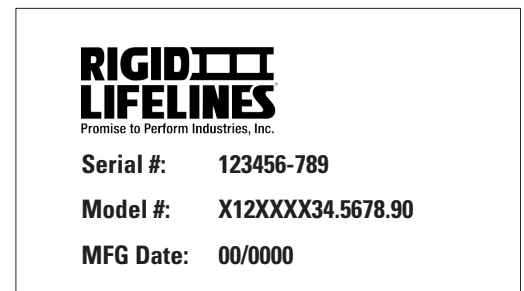 RIGID
LIFELINES
Promise to Perform Industries, Inc.
Serial #: 123456-789
Model #: X12XXXX34.5678.90
MFG Date: 00/0000